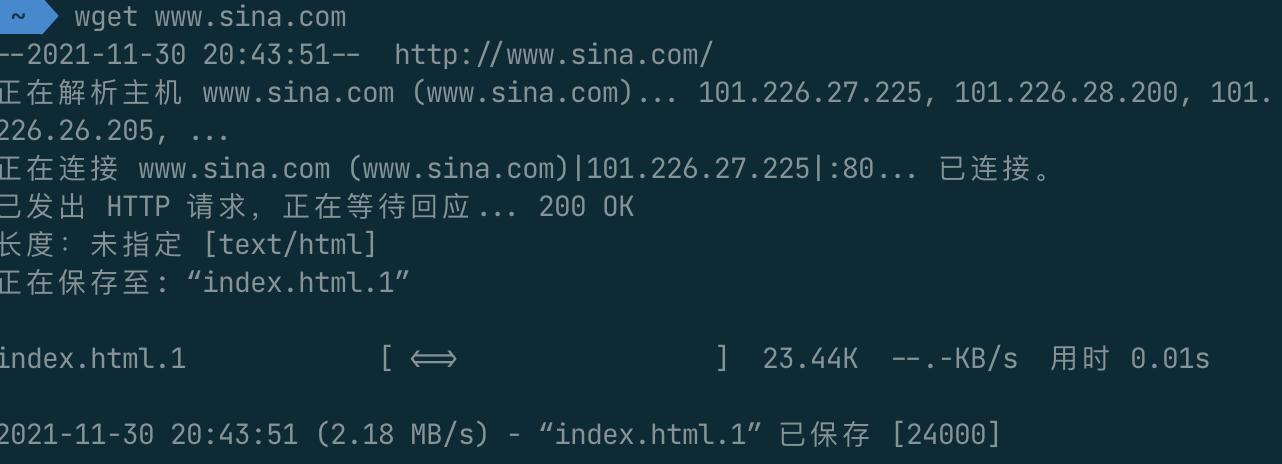 ~ wget www.sina.com
--2021-11-30 20:43:51-- http://www.sina.com/
正在解析主机 www.sina.com (www.sina.com)... 101.226.27.225, 101.226.28.200, 101.
226.26.205, ...
正在连接 www.sina.com (www.sina.com)|101.226.27.225|:80... 已连接。
已发出 HTTP 请求，正在等待回应... 200 OK
长度：未指定 [text/html]
正在保存至: “index.html.1”
index.html.1 [ <=> ] 23.44K --.-KB/s 用时 0.01s
2021-11-30 20:43:51 (2.18 MB/s) - “index.html.1” 已保存 [24000]